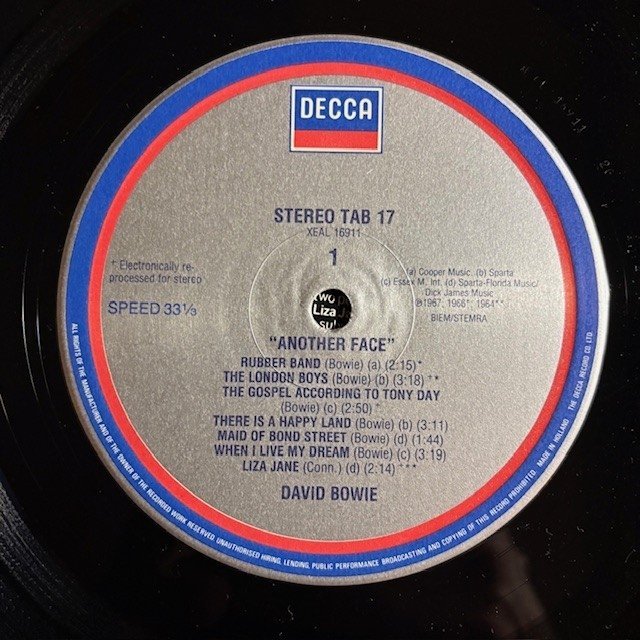 DECCA
STEREO TAB 17
XEAL 16911
1
+ Electronically re-
processed for stereo
SPEED 33 1/3
(a) Cooper Music. (b) Sparta
(c) Essex M. Int. (d) Sparta-Florida Music/
Dick James Music
℗1967, 1968*, 1964**
BIEM/STEMRA
two
Liza J
su
"ANOTHER FACE"
RUBBER BAND (Bowie) (a) (2:15)+
THE LONDON BOYS (Bowie) (b) (3:18) +*
THE GOSPEL ACCORDING TO TONY DAY
(Bowie) (c) (2:50) +
THERE IS A HAPPY LAND (Bowie) (b) (3:11)
MAID OF BOND STREET (Bowie) (d) (1:44)
WHEN I LIVE MY DREAM (Bowie) (c) (3:19)
LIZA JANE (Conn.) (d) (2:14) +**
DAVID BOWIE
ALL RIGHTS OF THE MANUFACTURER AND OF THE OWNER OF THE RECORDED WORK RESERVED UNAUTHORISED HIRING, LENDING, PUBLIC PERFORMANCE BROADCASTING AND COPYING OF THIS RECORD PROHIBITED. MADE IN HOLLAND THE DECCA RECORD CO. LTD.